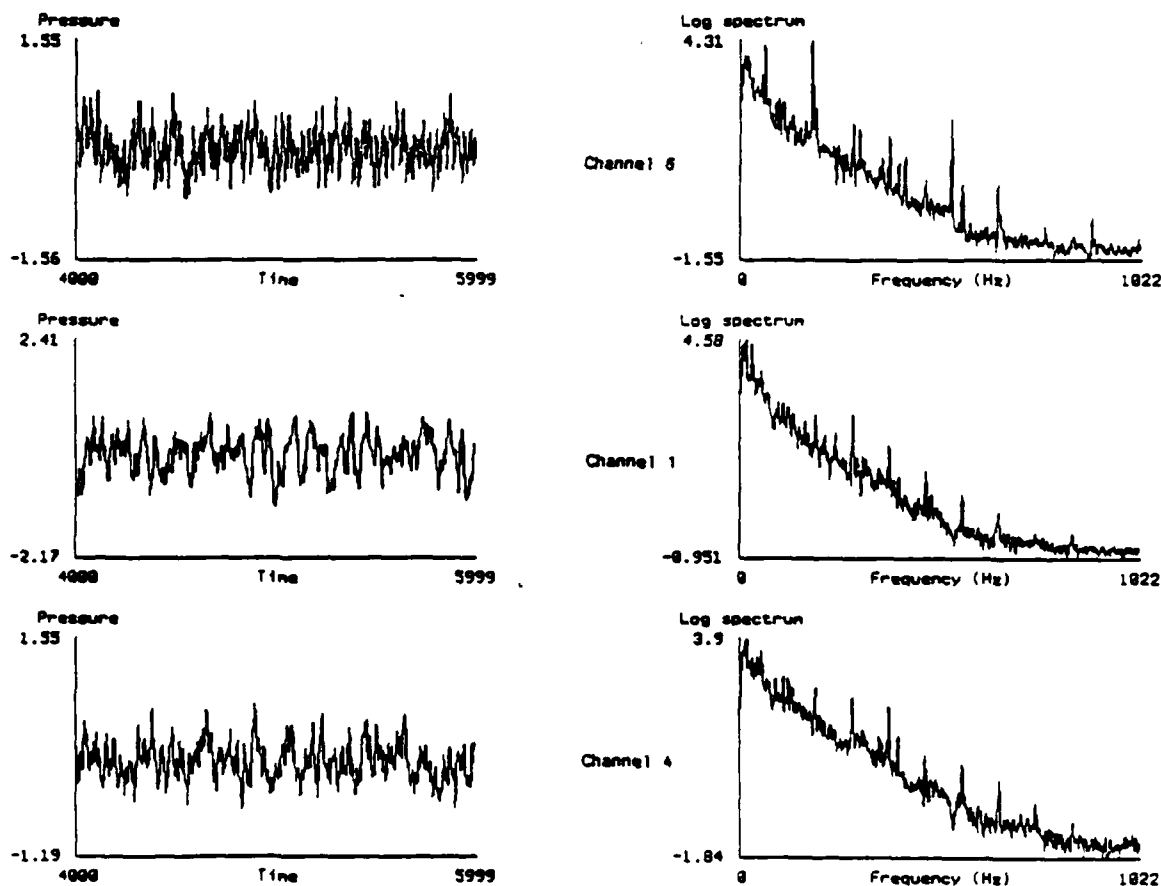 Pressure
1.55
-1.56
4000 Time 5999
Channel 6
Log spectrum
4.31
-1.55
0 Frequency (Hz) 1022
Pressure
2.41
-2.17
4000 Time 5999
Channel 1
Log spectrum
4.58
-0.951
0 Frequency (Hz) 1022
Pressure
1.55
-1.19
4000 Time 5999
Channel 4
Log spectrum
3.9
-1.84
0 Frequency (Hz) 1022